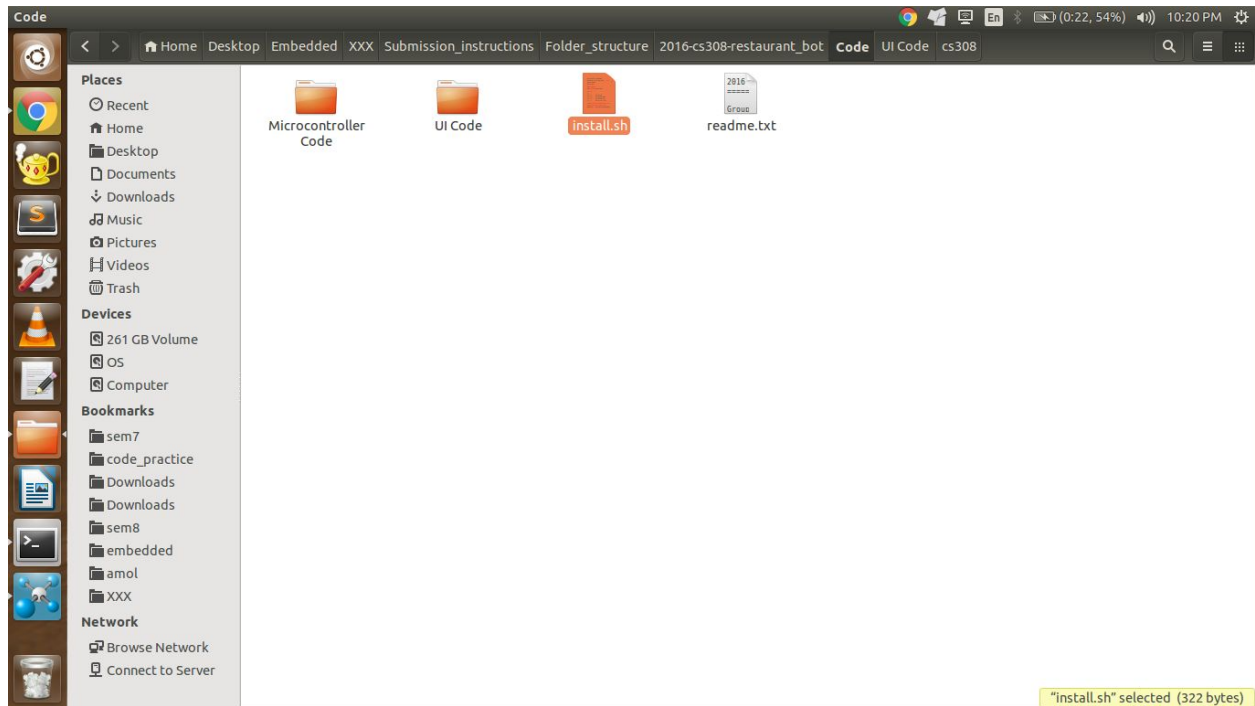 Code
En
(0:22, 54%)
10:20 PM
Home Desktop Embedded XXX Submission_instructions Folder_structure 2016-cs308-restaurant_bot Code UI Code cs308
Places
Recent
Home
Desktop
Documents
Downloads
Music
Pictures
Videos
Trash
Devices
261 GB Volume
OS
Computer
Bookmarks
sem7
code_practice
Downloads
Downloads
sem8
embedded
amol
XXX
Network
Browse Network
Connect to Server
Microcontroller
Code
UI Code
install.sh
2016
=====
Group
readme.txt
S
>_
"install.sh" selected (322 bytes)